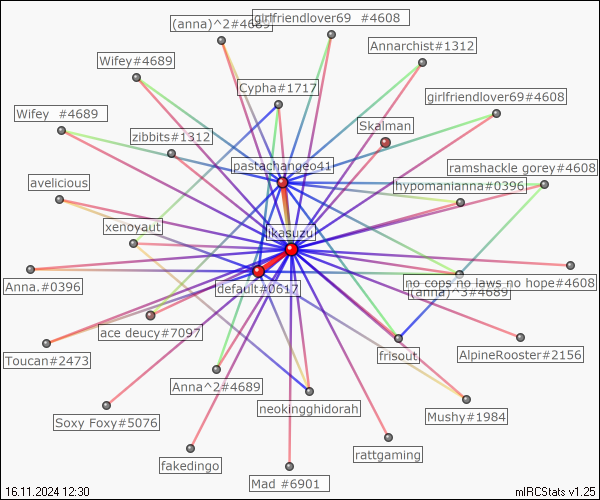 (anna)^2#4689
girlfriendlover69 #4608
Annarchist#1312
Wifey#4689
Cypha#1717
girlfriendlover69#4608
Wifey #4689
Skalman
zibbits#1312
pastachangeo41
ramshackle gorey#4608
avelicious
hypomanianna#0396
xenoyaut
ikasuzu
Anna.#0396
no cops no laws no hope#4608
default#0617
(anna)^3#4689
ace deucy#7097
Toucan#2473
frisout
AlpineRooster#2156
Anna^2#4689
neokingghidorah
Mushy#1984
Soxy Foxy#5076
rattgaming
fakedingo
Mad #6901
16.11.2024 12:30
mIRCStats v1.25